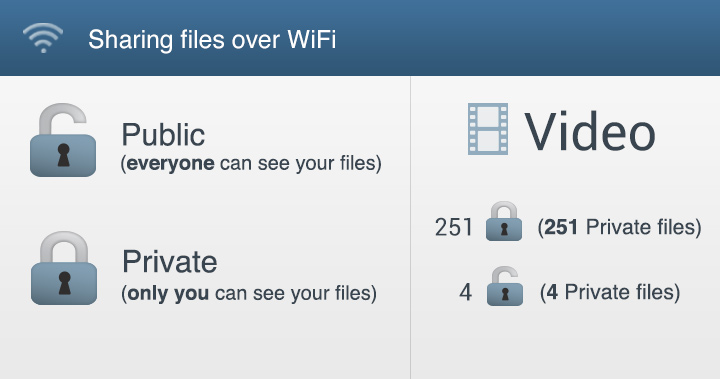 Sharing files over WiFi
Public
(everyone can see your files)
Private
(only you can see your files)
Video
251 (251 Private files)
4 (4 Private files)